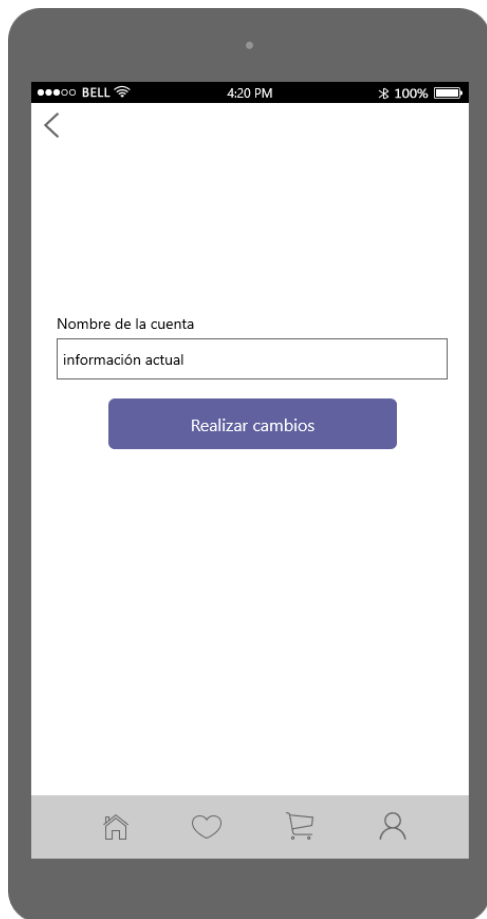 BELL 4:20 PM 100%
Nombre de la cuenta
información actual
Realizar cambios